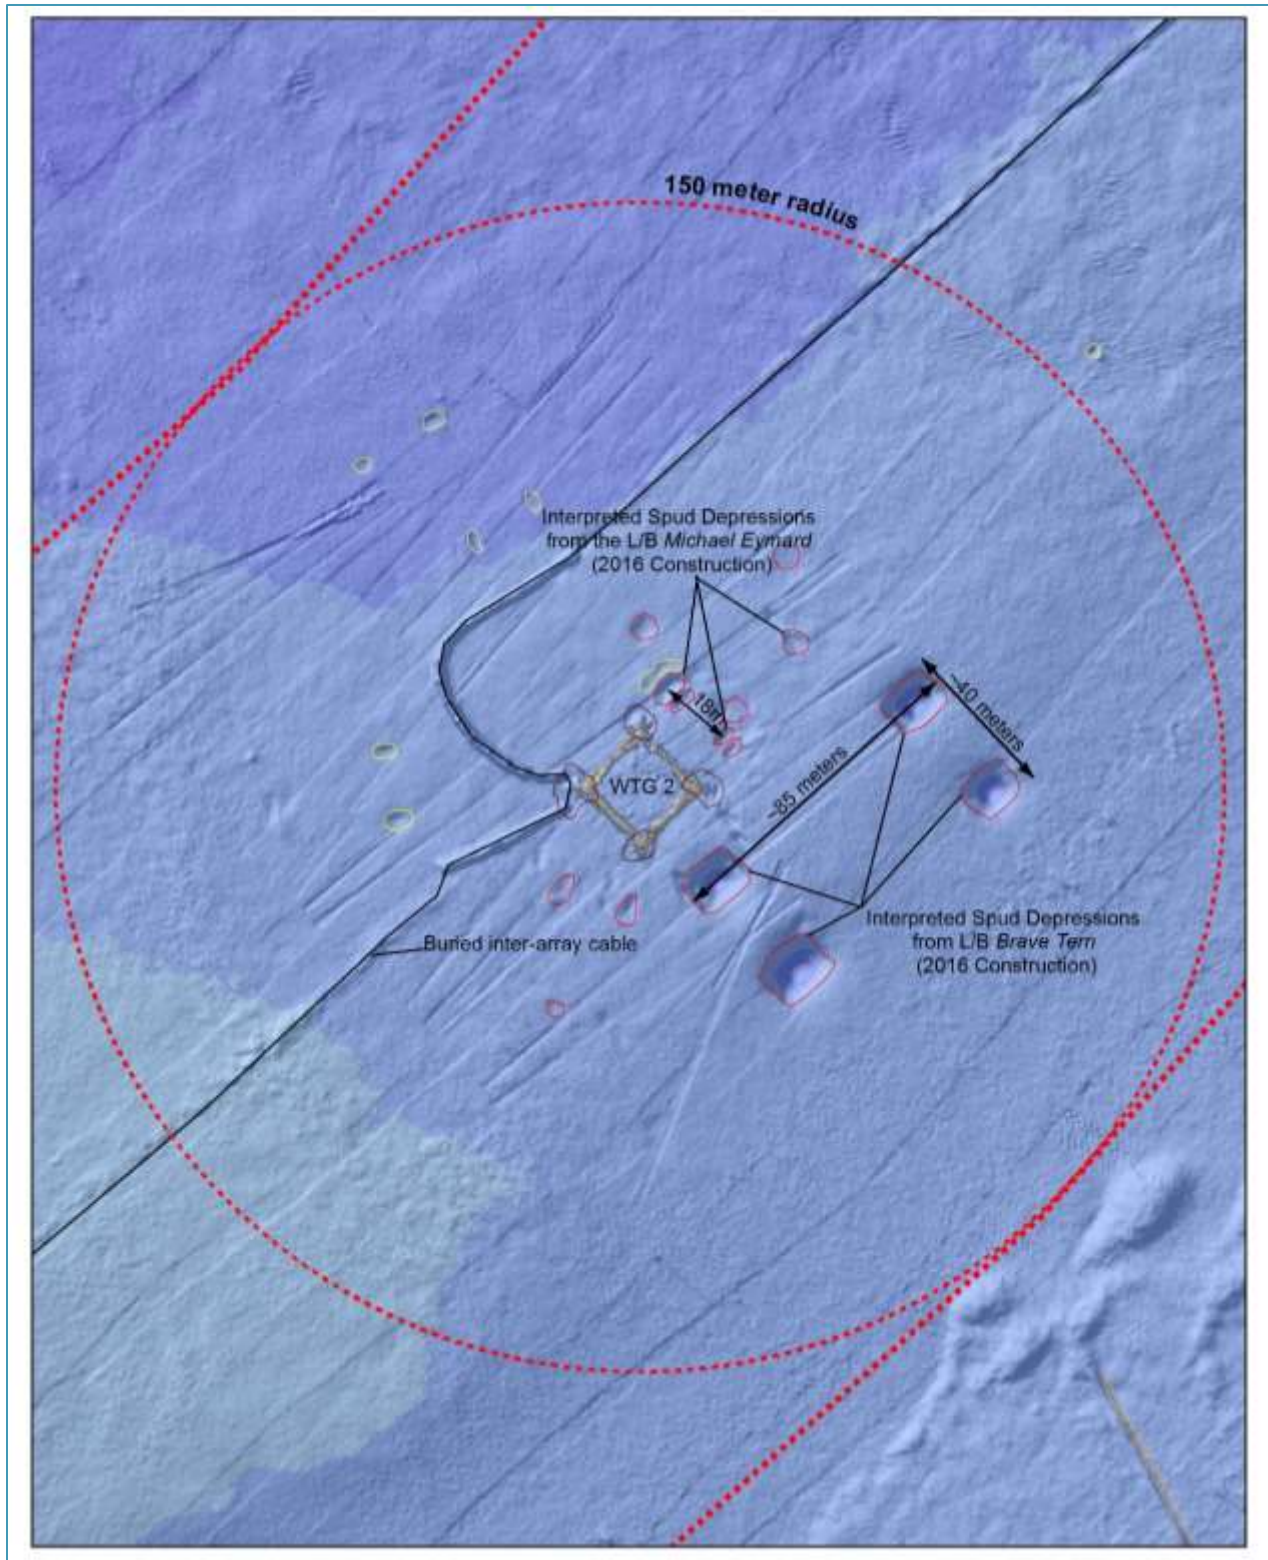 150 meter radius
Interpreted Spud Depressions
from the L/B Michael Eymard
(2016 Construction)
~40 meters
18m
~85 meters
WTG 2
Interpreted Spud Depressions
from L/B Brave Tern
(2016 Construction)
Buried inter-array cable